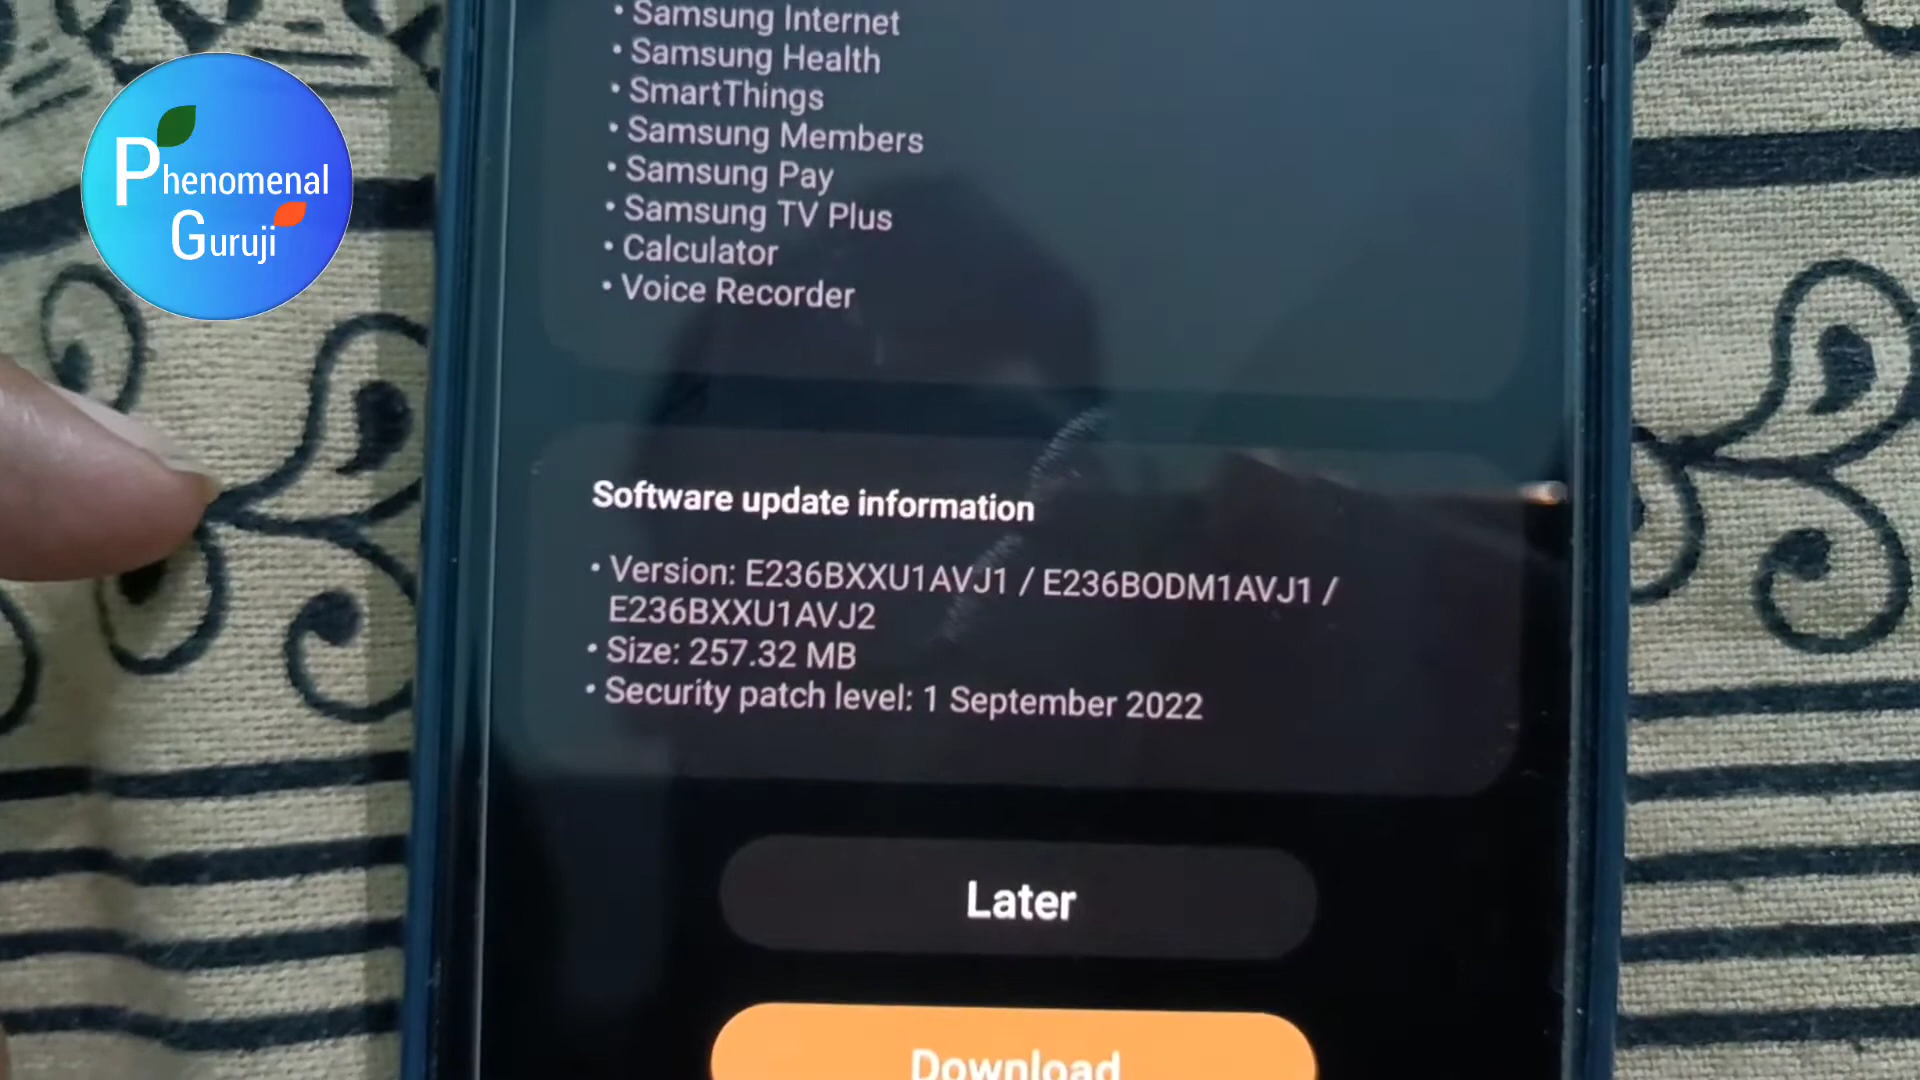 Phenomenal
Guruji
• Samsung Internet
• Samsung Health
• SmartThings
• Samsung Members
• Samsung Pay
• Samsung TV Plus
• Calculator
• Voice Recorder
Software update information
• Version: E236BXXU1AVJ1 / E236BODM1AVJ1 /
E236BXXU1AVJ2
• Size: 257.32 MB
• Security patch level: 1 September 2022
Later
Download